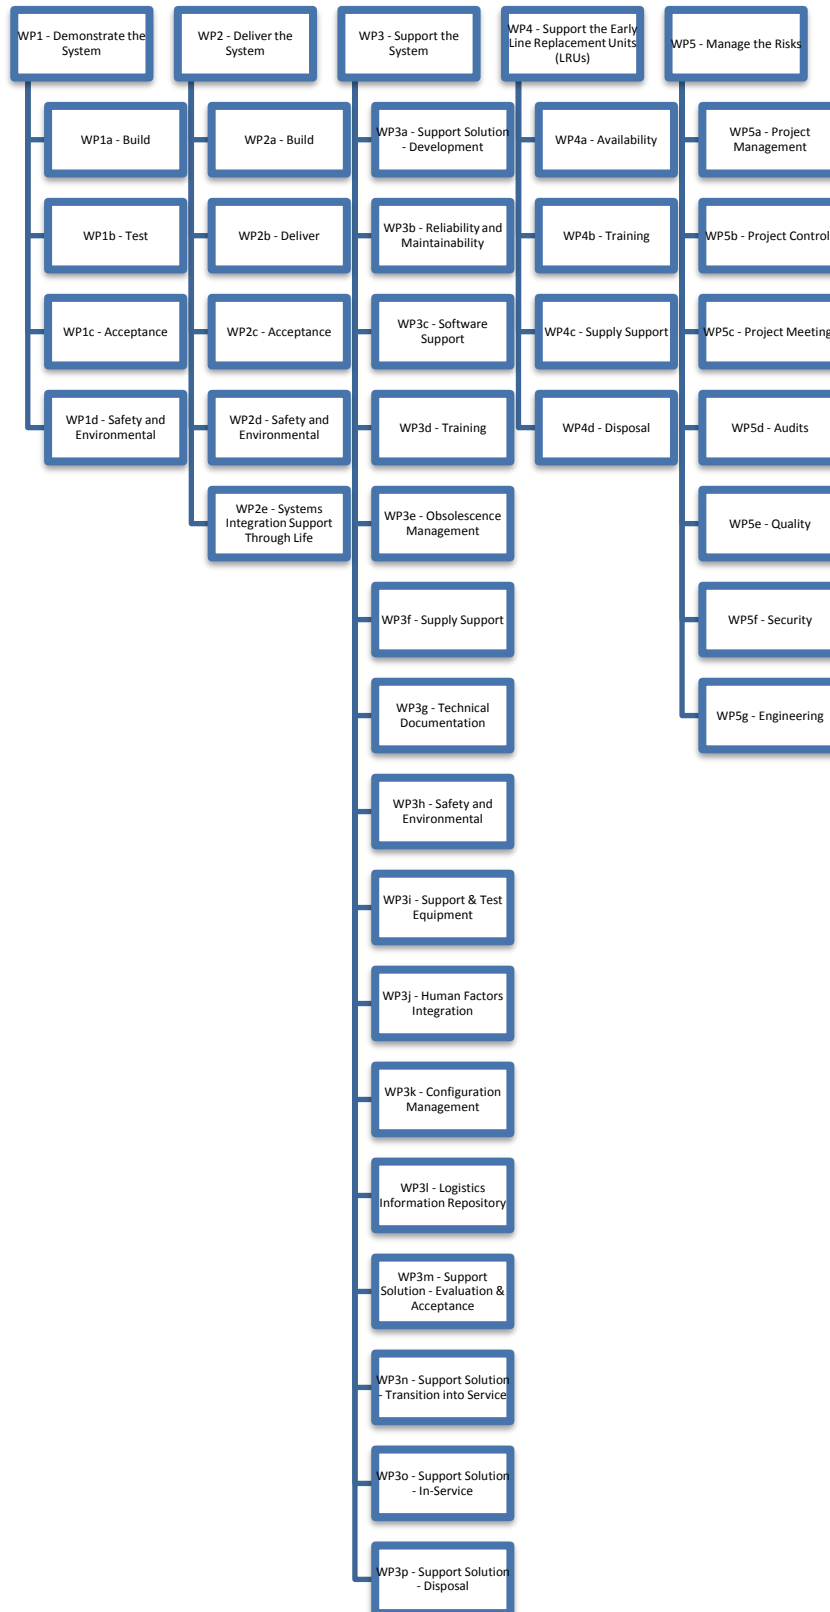 WP1 - Demonstrate the
System
WP1a - Build
WP1b - Test
WP1c - Acceptance
WP1d - Safety and
Environmental
WP2 - Deliver the
System
WP2a - Build
WP2b - Deliver
WP2c - Acceptance
WP2d - Safety and
Environmental
WP2e - Systems
Integration Support
Through Life
WP3 - Support the
System
WP3a - Support Solution
- Development
WP3b - Reliability and
Maintainability
WP3c - Software
Support
WP3d - Training
WP3e - Obsolescence
Management
WP3f - Supply Support
WP3g - Technical
Documentation
WP3h - Safety and
Environmental
WP3i - Support & Test
Equipment
WP3j - Human Factors
Integration
WP3k - Configuration
Management
WP3l - Logistics
Information Repository
WP3m - Support
Solution - Evaluation &
Acceptance
WP3n - Support Solution
- Transition into Service
WP3o - Support Solution
- In-Service
WP3p - Support Solution
- Disposal
WP4 - Support the Early
Line Replacement Units
(LRUs)
WP4a - Availability
WP4b - Training
WP4c - Supply Support
WP4d - Disposal
WP5 - Manage the Risks
WP5a - Project
Management
WP5b - Project Control
WP5c - Project Meeting
WP5d - Audits
WP5e - Quality
WP5f - Security
WP5g - Engineering